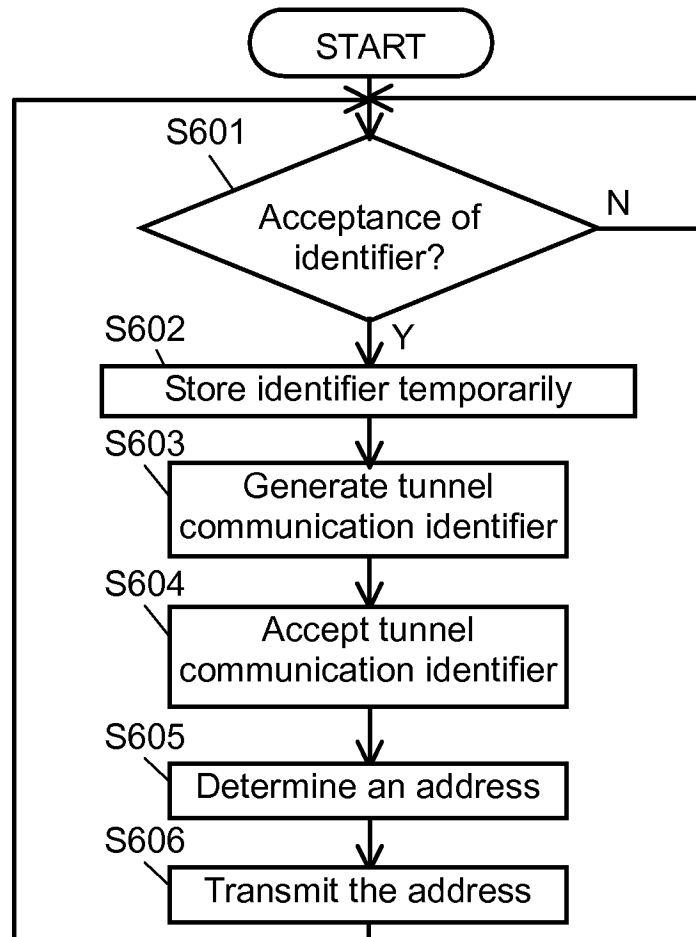 START
S601
Acceptance of
identifier?
N
Y
S602
Store identifier temporarily
S603
Generate tunnel
communication identifier
S604
Accept tunnel
communication identifier
S605
Determine an address
S606
Transmit the address